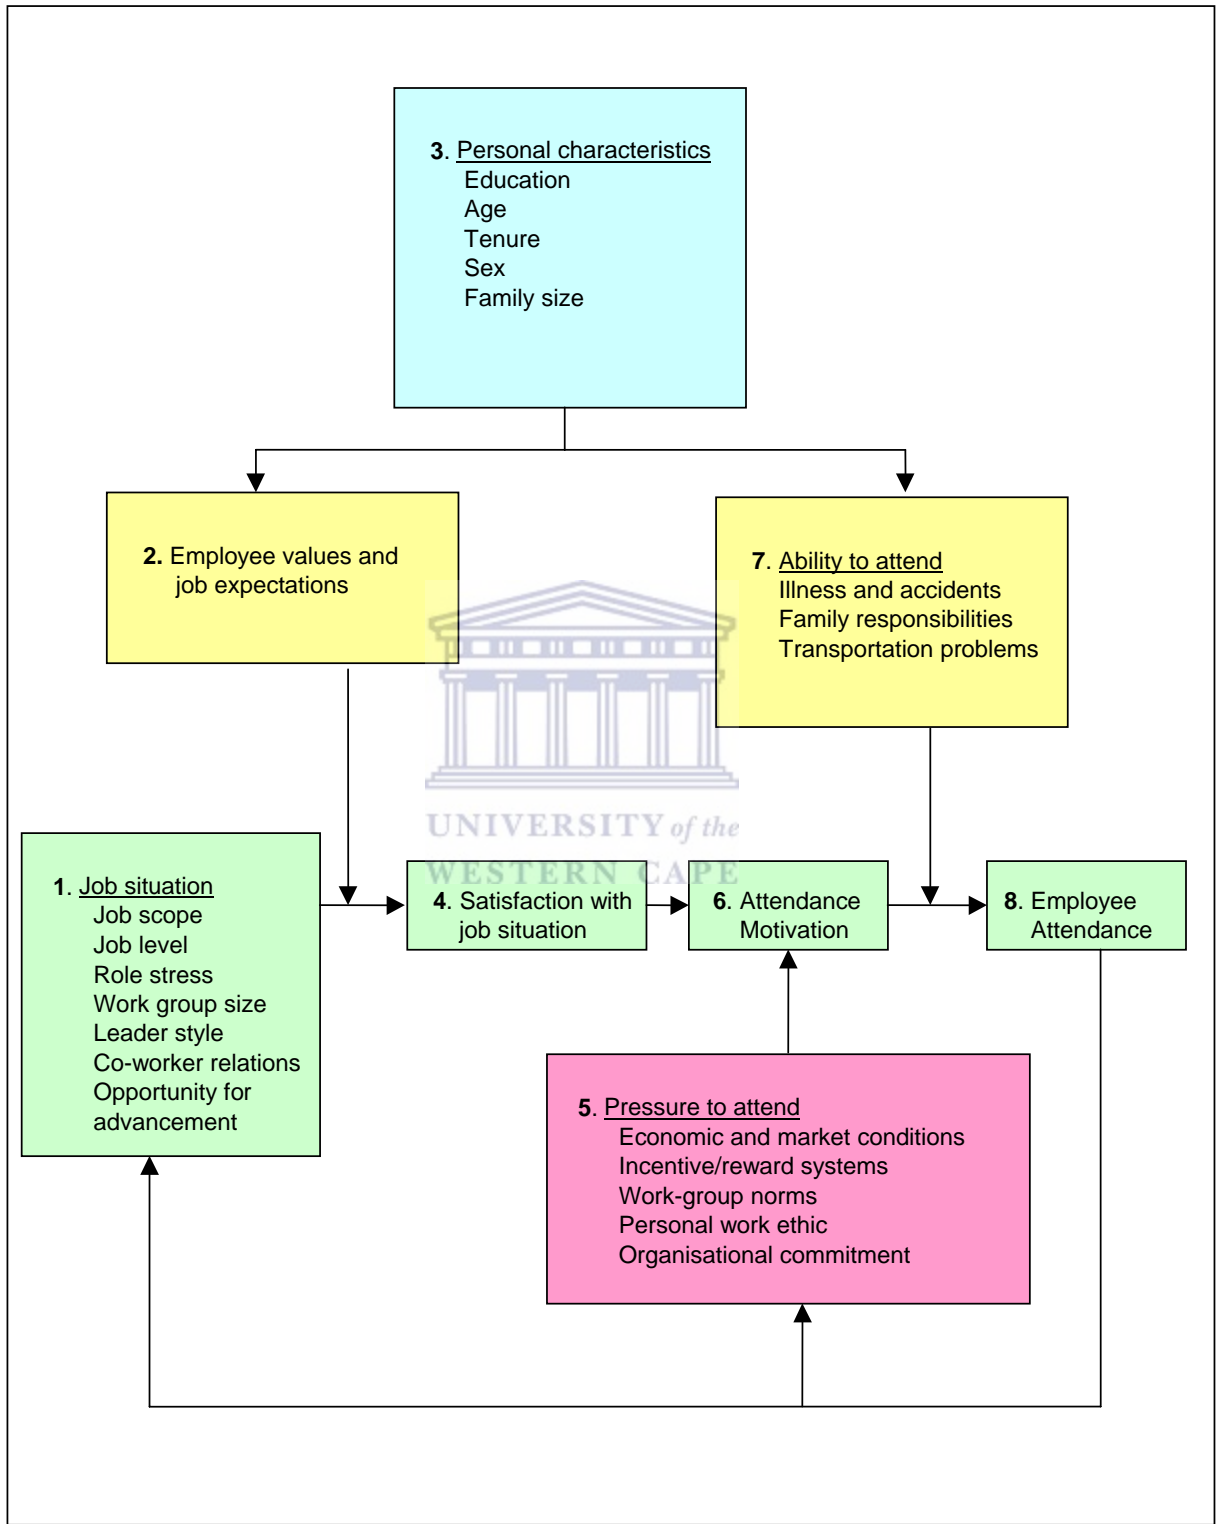 3. Personal characteristics
Education
Age
Tenure
Sex
Family size
2. Employee values and
job expectations
7. Ability to attend
Illness and accidents
Family responsibilities
Transportation problems
UNIVERSITY of the
WESTERN CAPE
1. Job situation
Job scope
Job level
Role stress
Work group size
Leader style
Co-worker relations
Opportunity for
advancement
4. Satisfaction with
job situation
6. Attendance
Motivation
8. Employee
Attendance
5. Pressure to attend
Economic and market conditions
Incentive/reward systems
Work-group norms
Personal work ethic
Organisational commitment